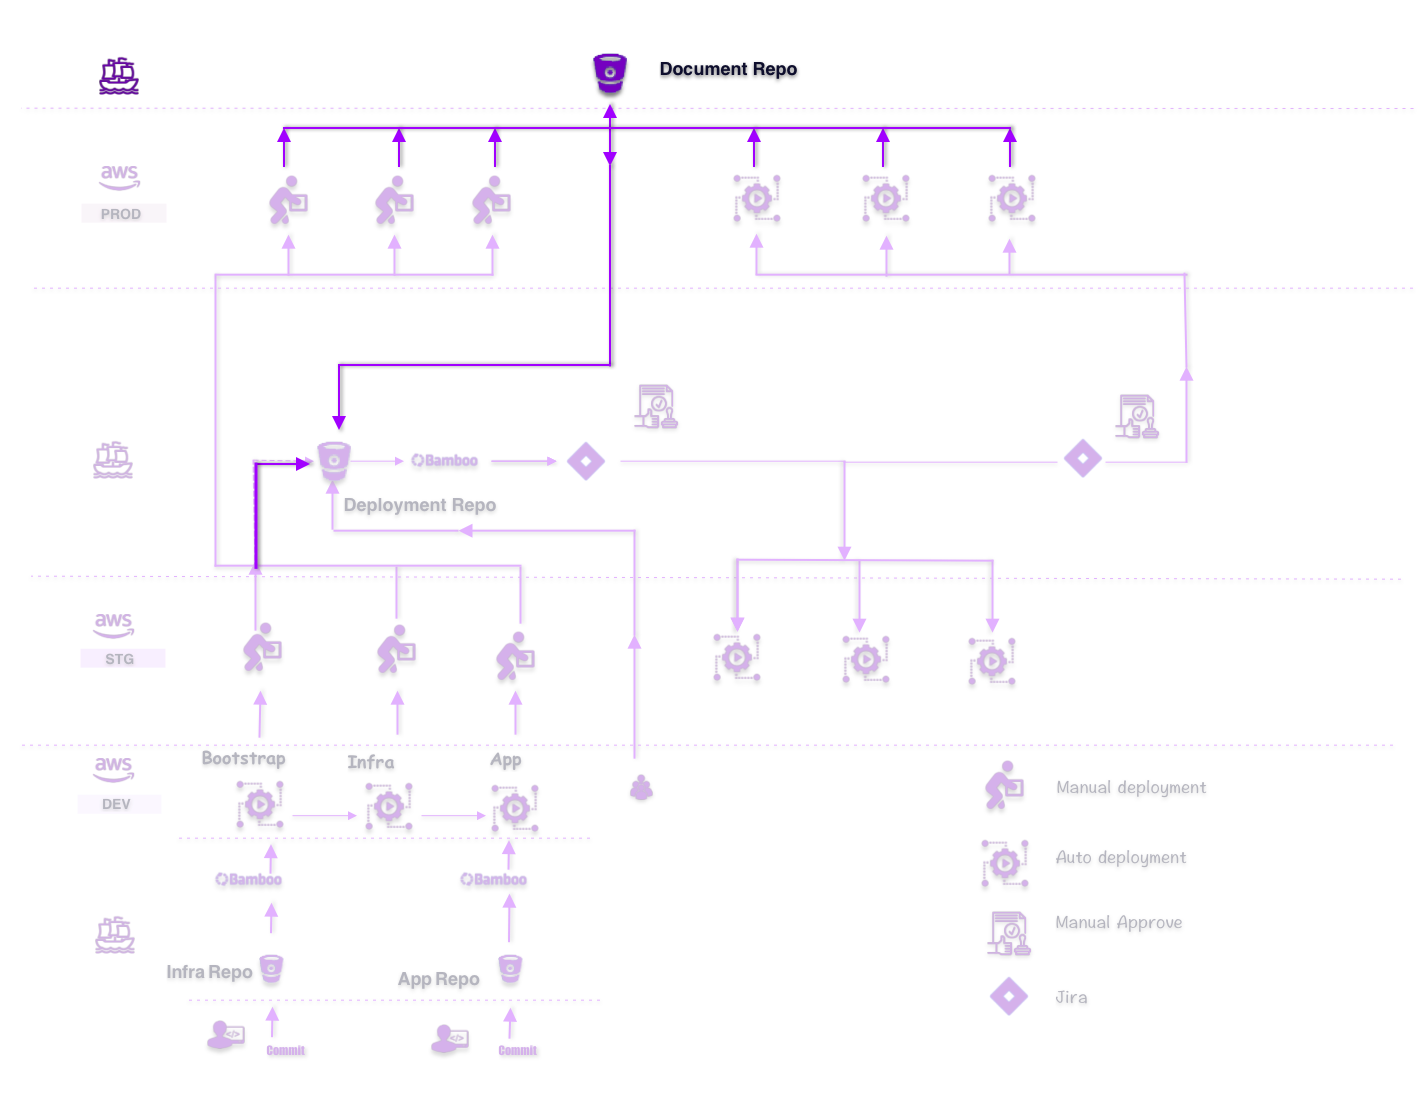 Document Repo
aws
PROD
Bamboo
Deployment Repo
aws
STG
Bootstrap
Infra
App
aws
DEV
Manual deployment
Auto deployment
Bamboo
Bamboo
Manual Approve
Infra Repo
App Repo
Jira
Commit
Commit